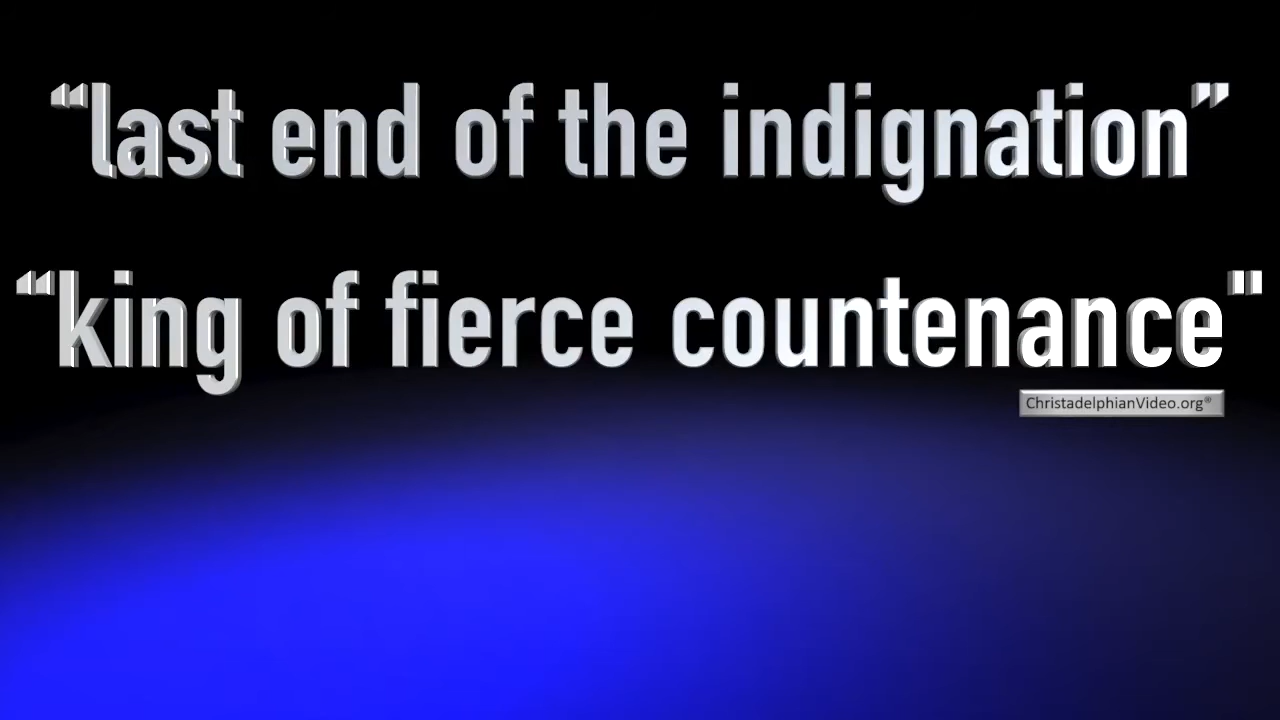 “last end of the indignation”
“king of fierce countenance"
ChristadelphianVideo.org®